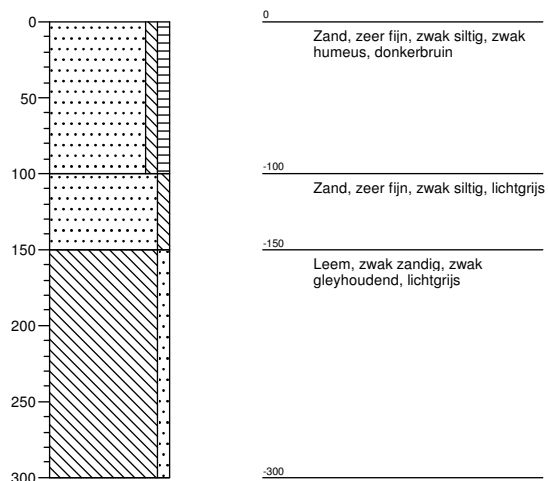 0
50
100
150
200
250
300
0
Zand, zeer fijn, zwak siltig, zwak
humeus, donkerbruin
-100
Zand, zeer fijn, zwak siltig, lichtgrijs
-150
Leem, zwak zandig, zwak
gleyhoudend, lichtgrijs
-300